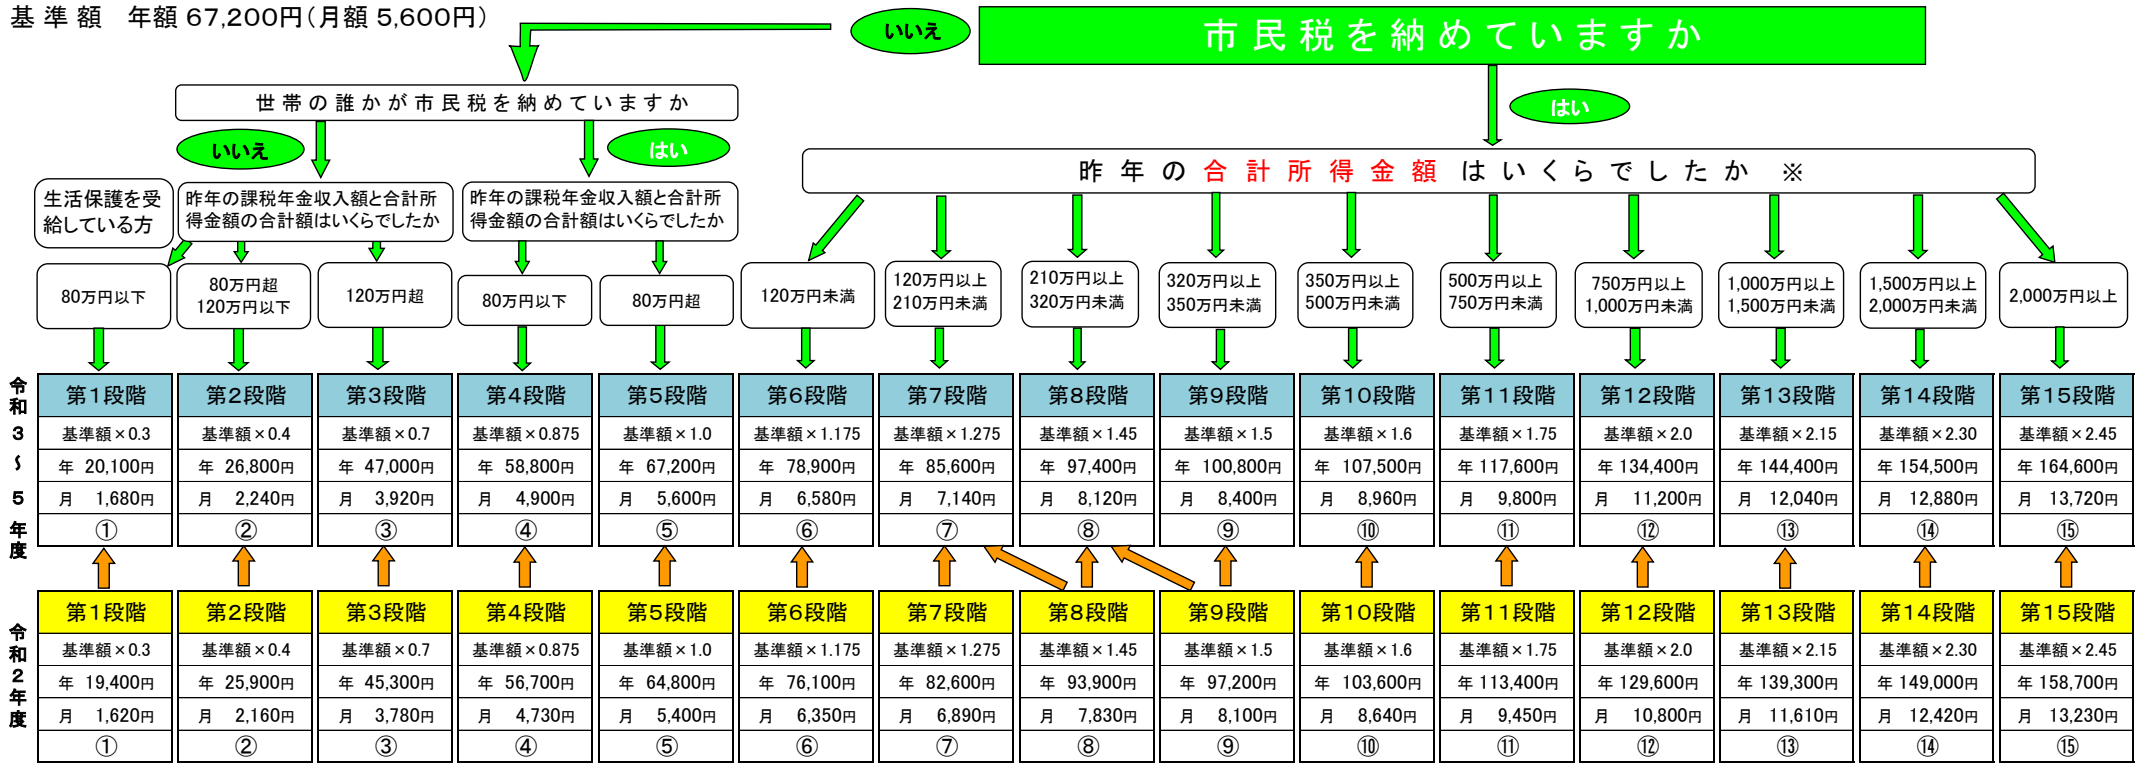 基準額　年額 67,200円（月額 5,600円）
いいえ
市民税を納めていますか
世帯の誰かが市民税を納めていますか
はい
いいえ
はい
昨年の合計所得金額はいくらでしたか ※
生活保護を受
給している方
昨年の課税年金収入額と合計所
得金額の合計額はいくらでしたか
昨年の課税年金収入額と合計所
得金額の合計額はいくらでしたか
80万円以下
80万円超
120万円以下
120万円超
80万円以下
80万円超
120万円未満
120万円以上
210万円未満
210万円以上
320万円未満
320万円以上
350万円未満
350万円以上
500万円未満
500万円以上
750万円未満
750万円以上
1,000万円未満
1,000万円以上
1,500万円未満
1,500万円以上
2,000万円未満
2,000万円以上
令和3～5年度
第1段階 第2段階 第3段階 第4段階 第5段階 第6段階 第7段階 第8段階 第9段階 第10段階 第11段階 第12段階 第13段階 第14段階 第15段階
基準額×0.3 基準額×0.4 基準額×0.7 基準額×0.875 基準額×1.0 基準額×1.175 基準額×1.275 基準額×1.45 基準額×1.5 基準額×1.6 基準額×1.75 基準額×2.0 基準額×2.15 基準額×2.30 基準額×2.45
年 20,100円 年 26,800円 年 47,000円 年 58,800円 年 67,200円 年 78,900円 年 85,600円 年 97,400円 年 100,800円 年 107,500円 年 117,600円 年 134,400円 年 144,400円 年 154,500円 年 164,600円
月 1,680円 月 2,240円 月 3,920円 月 4,900円 月 5,600円 月 6,580円 月 7,140円 月 8,120円 月 8,400円 月 8,960円 月 9,800円 月 11,200円 月 12,040円 月 12,880円 月 13,720円
① ② ③ ④ ⑤ ⑥ ⑦ ⑧ ⑨ ⑩ ⑪ ⑫ ⑬ ⑭ ⑮
令和2年度
第1段階 第2段階 第3段階 第4段階 第5段階 第6段階 第7段階 第8段階 第9段階 第10段階 第11段階 第12段階 第13段階 第14段階 第15段階
基準額×0.3 基準額×0.4 基準額×0.7 基準額×0.875 基準額×1.0 基準額×1.175 基準額×1.275 基準額×1.45 基準額×1.5 基準額×1.6 基準額×1.75 基準額×2.0 基準額×2.15 基準額×2.30 基準額×2.45
年 19,400円 年 25,900円 年 45,300円 年 56,700円 年 64,800円 年 76,100円 年 82,600円 年 93,900円 年 97,200円 年 103,600円 年 113,400円 年 129,600円 年 139,300円 年 149,000円 年 158,700円
月 1,620円 月 2,160円 月 3,780円 月 4,730円 月 5,400円 月 6,350円 月 6,890円 月 7,830円 月 8,100円 月 8,640円 月 9,450円 月 10,800円 月 11,610円 月 12,420円 月 13,230円
① ② ③ ④ ⑤ ⑥ ⑦ ⑧ ⑨ ⑩ ⑪ ⑫ ⑬ ⑭ ⑮